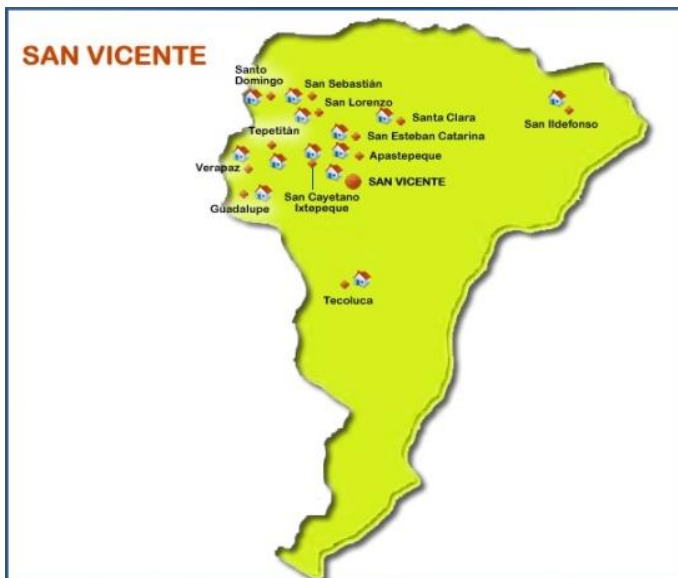 SAN VICENTE
Santo
Domingo
San Sebastián
San Lorenzo
Santa Clara
San Ildefonso
Tepetitán
San Esteban Catarina
Apastepeque
Verapaz
SAN VICENTE
San Cayetano
Ixtepeque
Guadalupe
Tecoluca